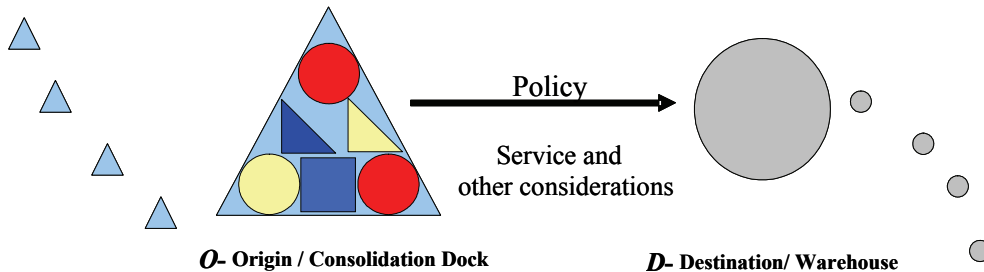 Policy
Service and
other considerations
O- Origin / Consolidation Dock
D- Destination/ Warehouse